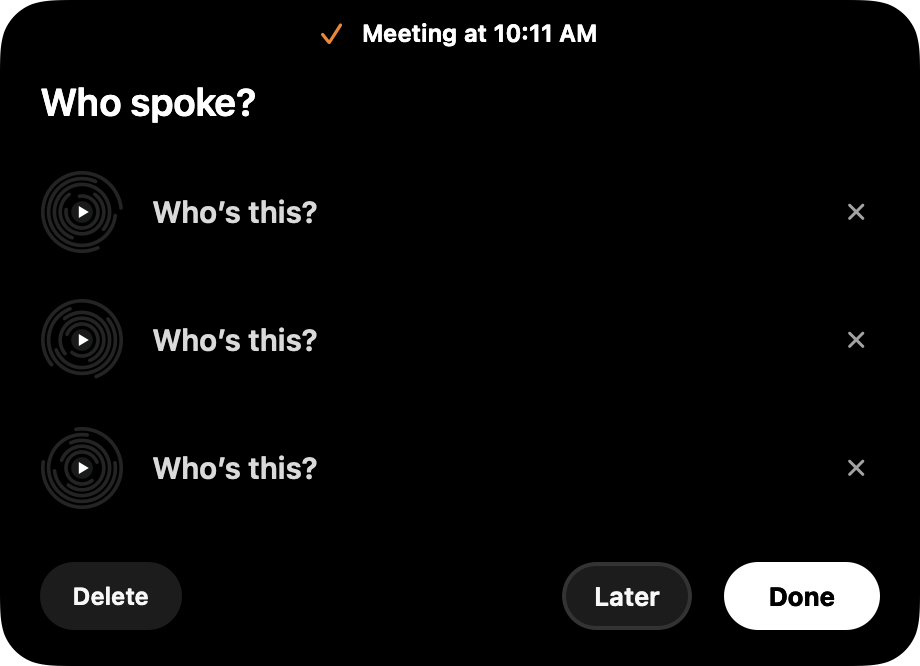 Meeting at 10:11 AM
Who spoke?
Who’s this?
Who’s this?
Who’s this?
Delete
Later
Done